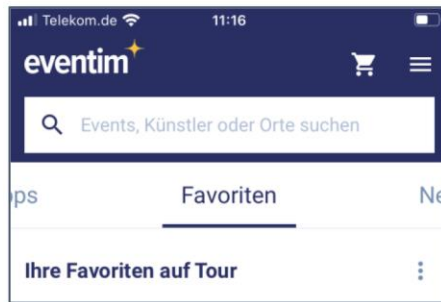 Telekom.de 11:16
eventim
Events, Künstler oder Orte suchen
Favoriten
Ihre Favoriten auf Tour